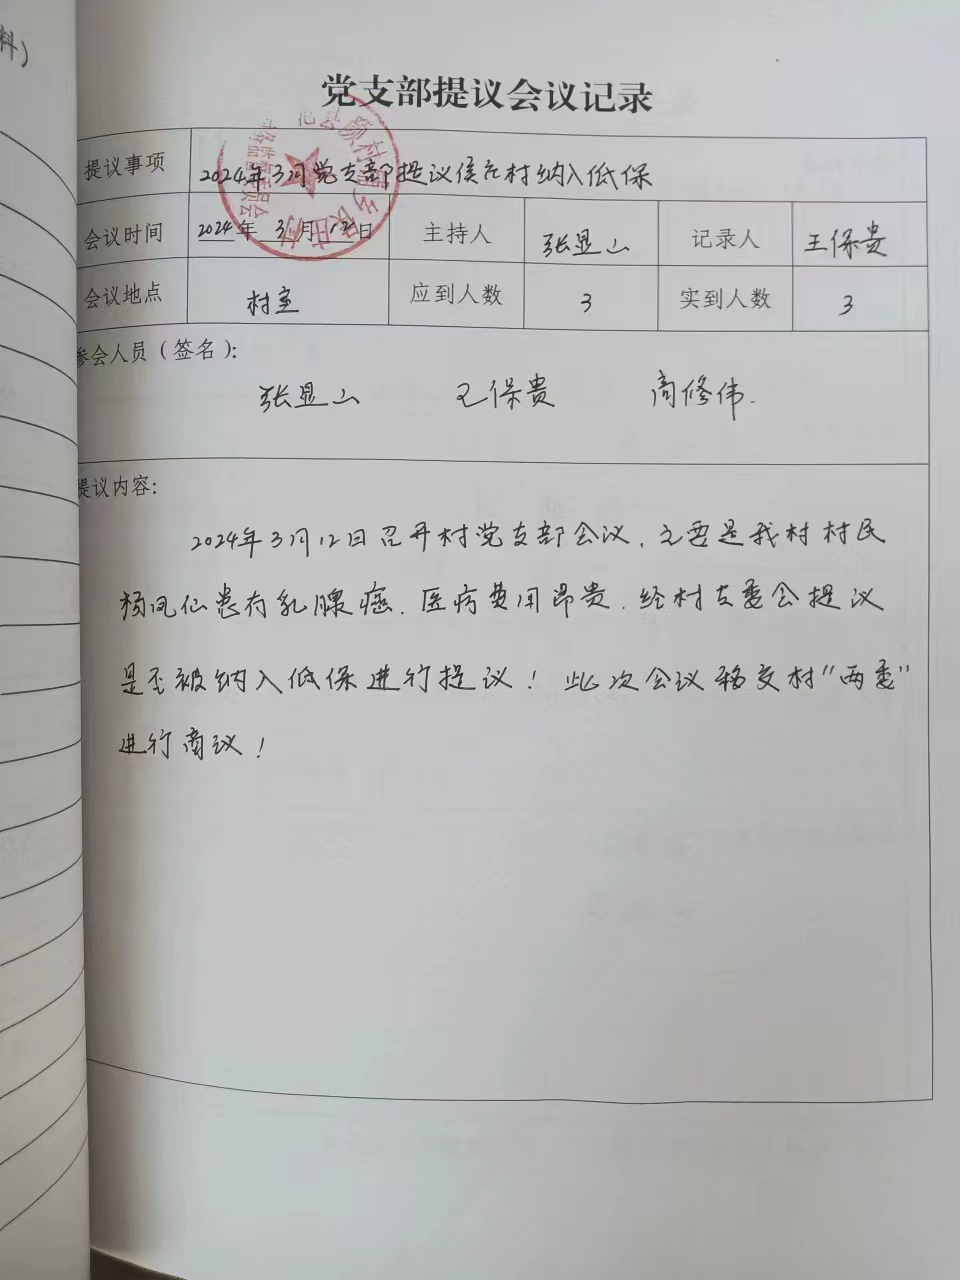 料)
党支部提议会议记录
提议事项 2024年3月党支部提议侯庄村纳入低保
会议时间 2024年 3月 12日 主持人 张显山 记录人 王保贵
会议地点 村室 应到人数 3 实到人数 3
参会人员(签名):
张显山 王保贵 高修伟.
提议内容:
2024年3月12日召开村党支部会议,主要是我村村民
杨凤仙患有乳腺癌.医疗费用昂贵.经村支委会提议
是否被纳入低保进行提议!此次会议移交村"两委"
进行商议!